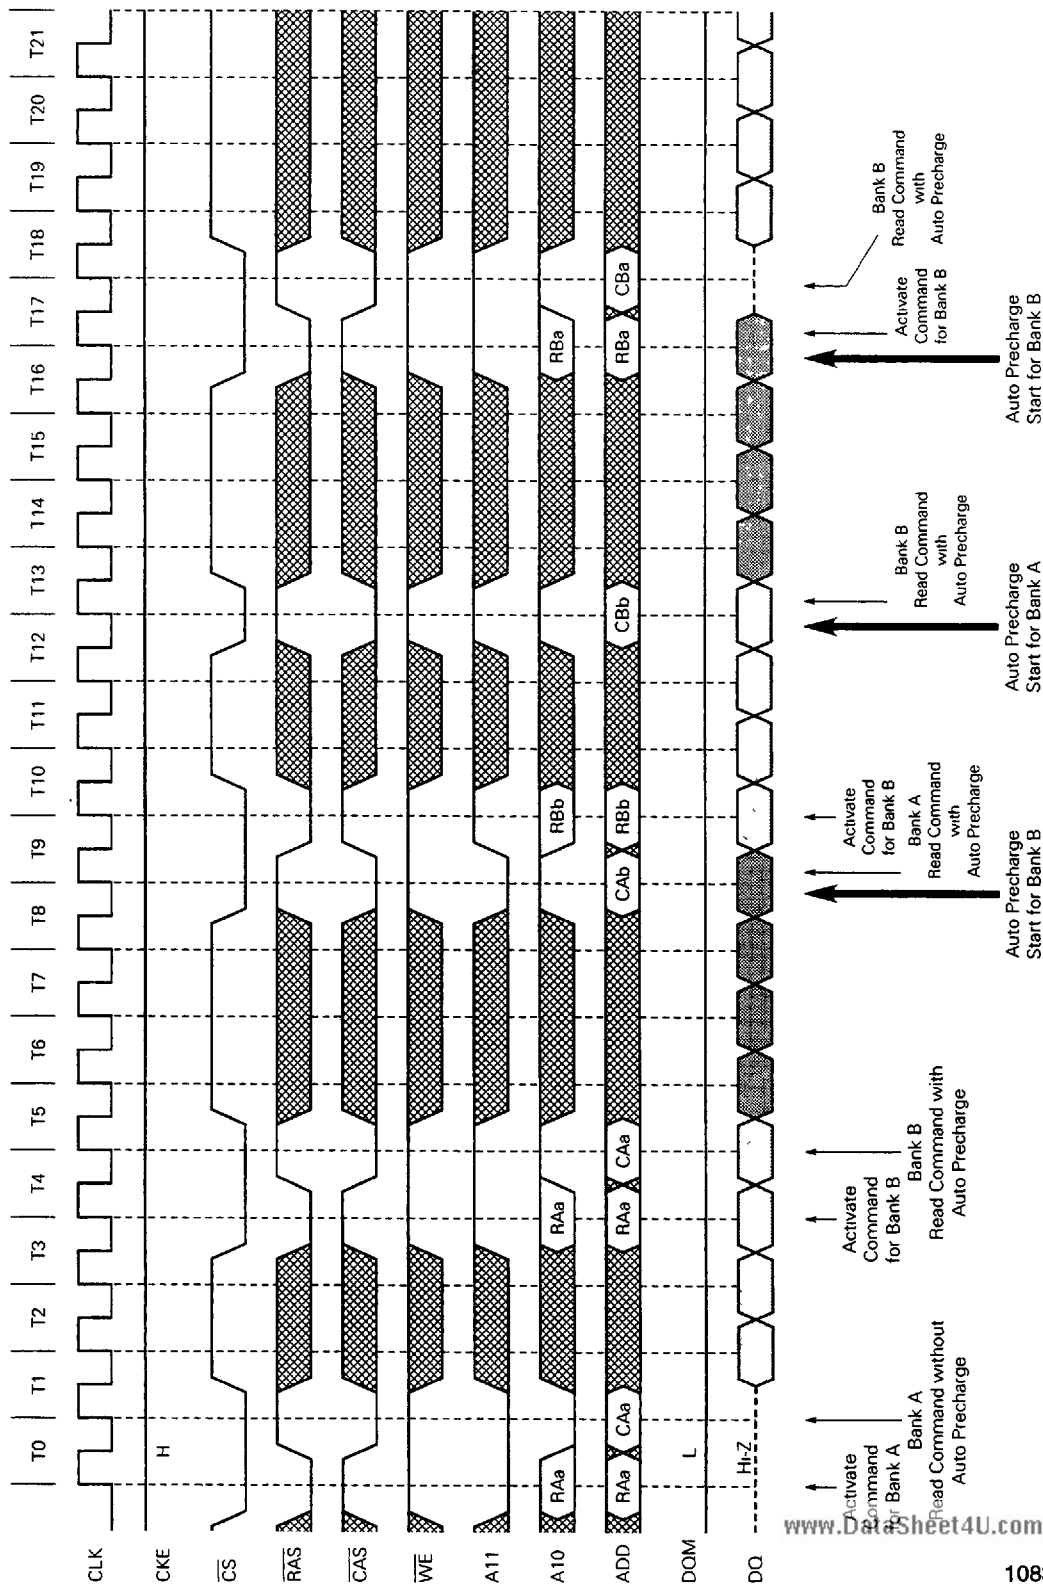 T0 T1 T2 T3 T4 T5 T6 T7 T8 T9 T10 T11 T12 T13 T14 T15 T16 T17 T18 T19 T20 T21
CLK
CKE H
CS
RAS
CAS
WE
A11
A10 RAa RAa RBb RBa
ADD RAa CAa RAa CAa CAb RBb CBb RBa CBa
DQM L
DQ Hi-Z
Activate
Command
for Bank A
Bank A
Read Command without
Auto Precharge
Activate
Command
for Bank B
Bank B
Read Command with
Auto Precharge
Auto Precharge
Start for Bank B
Bank A
Read Command
with
Auto Precharge
Activate
Command
for Bank B
Auto Precharge
Start for Bank A
Bank B
Read Command
with
Auto Precharge
Auto Precharge
Start for Bank B
Activate
Command
for Bank B
Bank B
Read Command
with
Auto Precharge
www.DataSheet4U.com